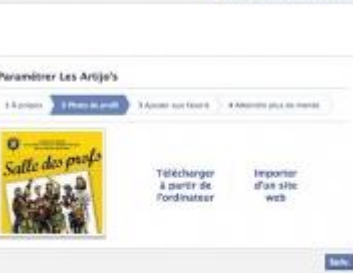 Paramétrer Les Artijo's
1 À propos 2 Photo de profil 3 Ajouter aux favoris 4 Atteindre plus de monde
Salle des profs
Télécharger à partir de l'ordinateur
Importer d'un site web